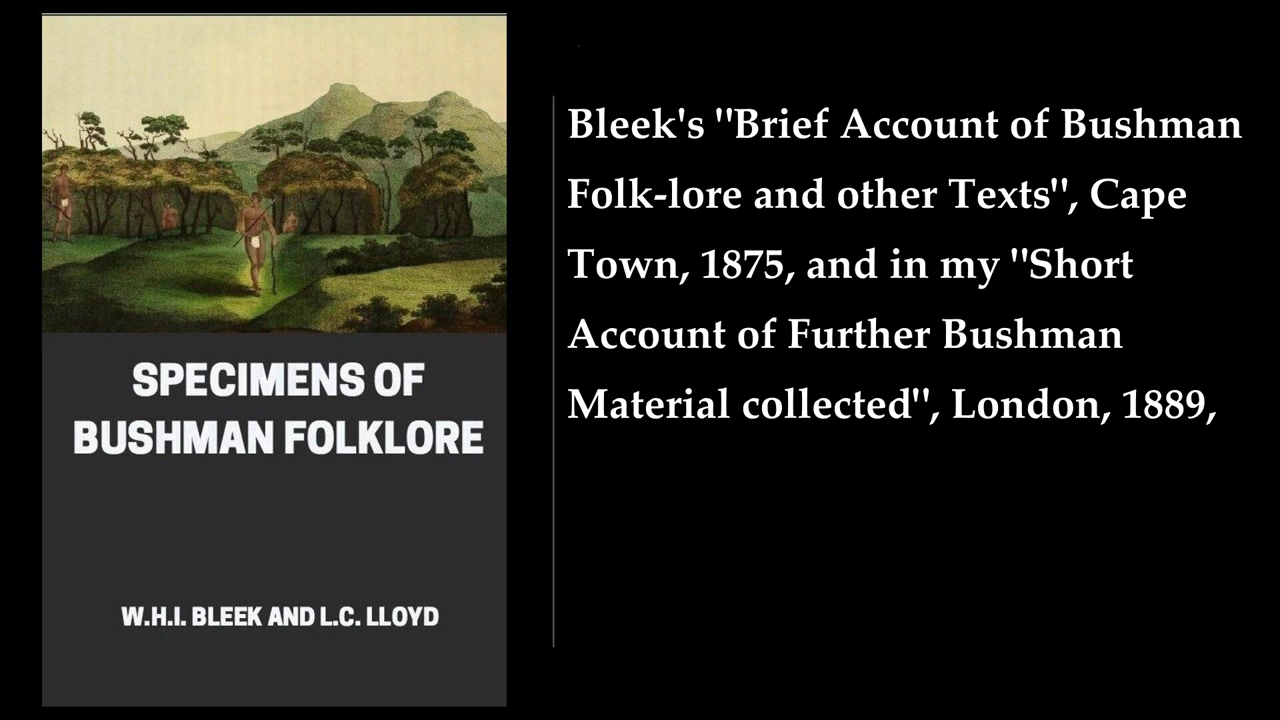 SPECIMENS OF
BUSHMAN FOLKLORE
W.H.I. BLEEK AND L.C. LLOYD
Bleek's "Brief Account of Bushman
Folk-lore and other Texts", Cape
Town, 1875, and in my "Short
Account of Further Bushman
Material collected", London, 1889,